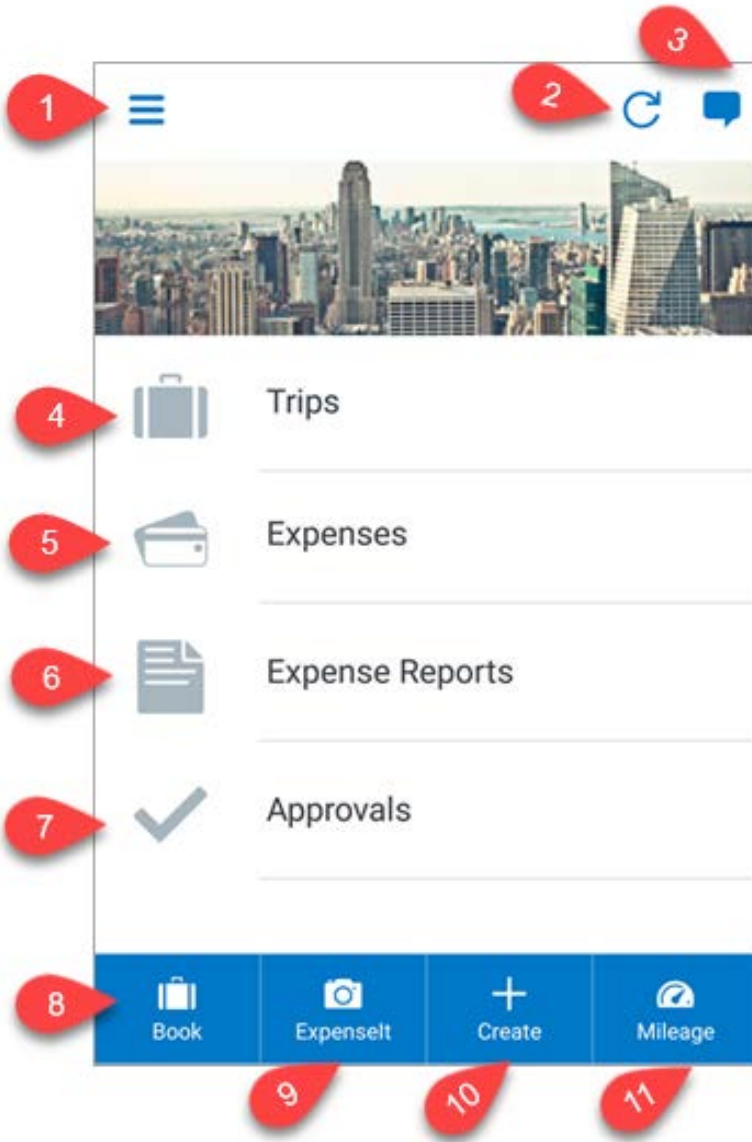 1
2
3
4
Trips
5
Expenses
6
Expense Reports
7
Approvals
8
Book
ExpenseIt
Create
Mileage
9
10
11